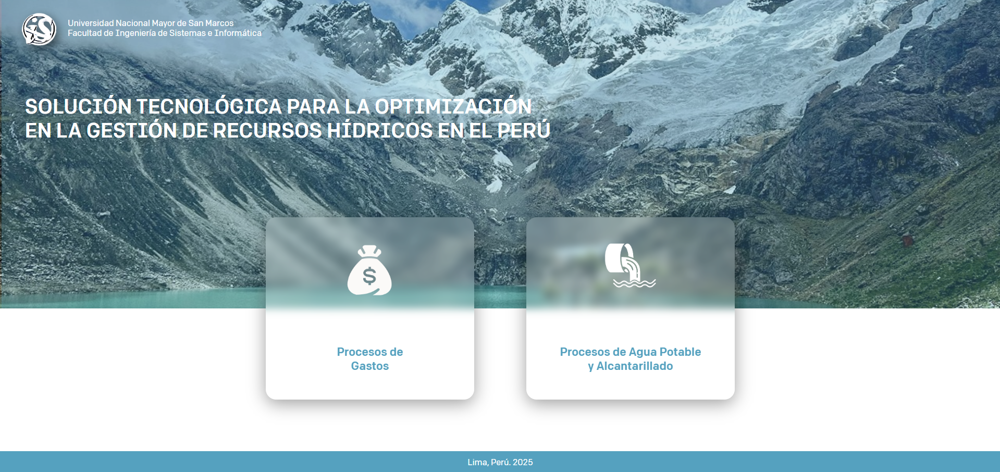 Universidad Nacional Mayor de San Marcos
Facultad de Ingeniería de Sistemas e Informática
SOLUCIÓN TECNOLÓGICA PARA LA OPTIMIZACIÓN
EN LA GESTIÓN DE RECURSOS HÍDRICOS EN EL PERÚ
$
Procesos de
Gastos
Procesos de Agua Potable
y Alcantarillado
Lima, Perú. 2025